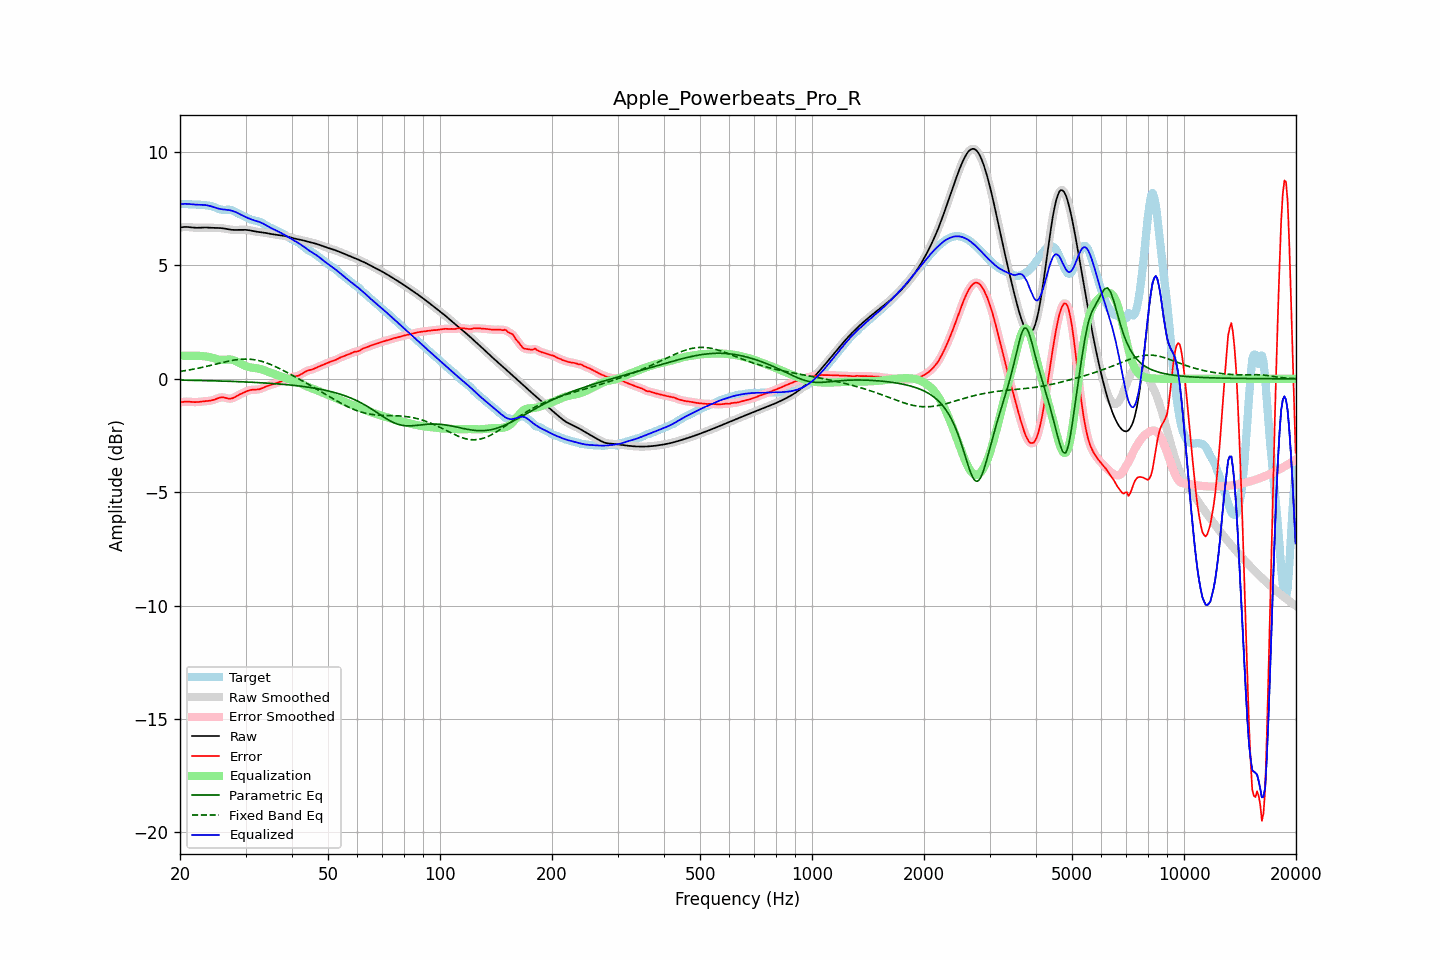 Apple_Powerbeats_Pro_R
10
5
0
−5
−10
−15
−20
Amplitude (dBr)
Target
Raw Smoothed
Error Smoothed
Raw
Error
Equalization
Parametric Eq
Fixed Band Eq
Equalized
20 50 100 200 500 1000 2000 5000 10000 20000
Frequency (Hz)